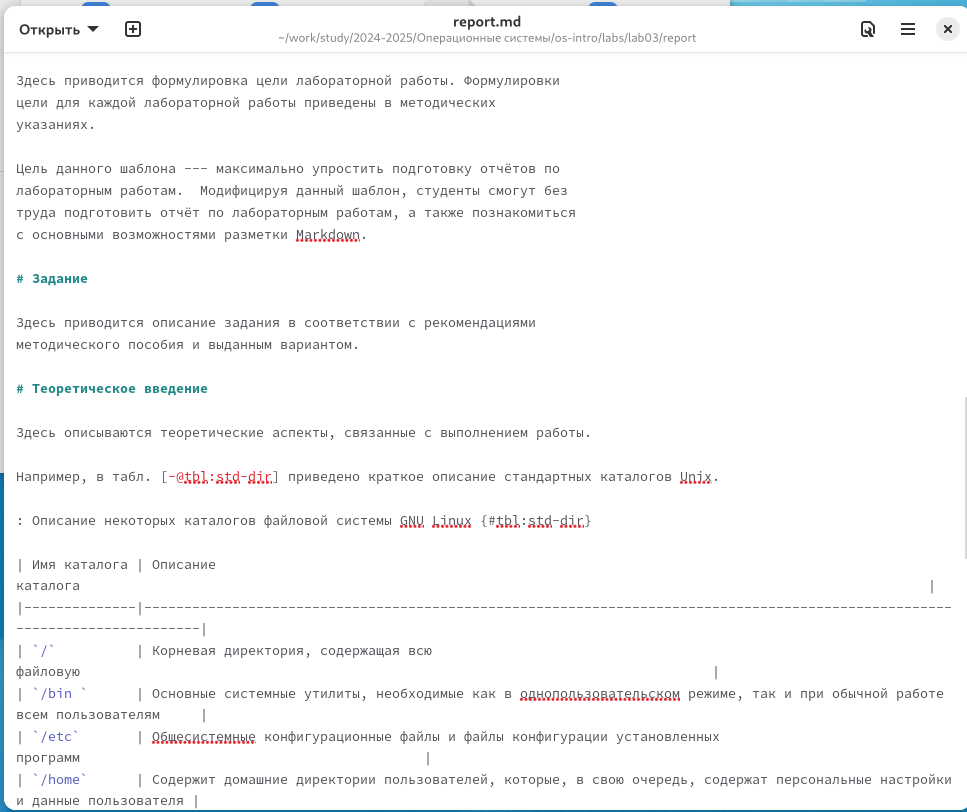 Открыть
report.md
~/work/study/2024-2025/Операционные системы/os-intro/labs/lab03/report
Здесь приводится формулировка цели лабораторной работы. Формулировки
цели для каждой лабораторной работы приведены в методических
указаниях.
Цель данного шаблона --- максимально упростить подготовку отчётов по
лабораторным работам.  Модифицируя данный шаблон, студенты смогут без
труда подготовить отчёт по лабораторным работам, а также познакомиться
с основными возможностями разметки Markdown.
# Задание
Здесь приводится описание задания в соответствии с рекомендациями
методического пособия и выданным вариантом.
# Теоретическое введение
Здесь описываются теоретические аспекты, связанные с выполнением работы.
Например, в табл. [-@tbl:std-dir] приведено краткое описание стандартных каталогов Unix.
: Описание некоторых каталогов файловой системы GNU Linux {#tbl:std-dir}
| Имя каталога | Описание
каталога |
|--------------|-----------------------------------------------------------------------------------------------------
-----------------------|
| `/` | Корневая директория, содержащая всю
файловую |
| `/bin ` | Основные системные утилиты, необходимые как в однопользовательском режиме, так и при обычной работе
всем пользователям |
| `/etc` | Общесистемные конфигурационные файлы и файлы конфигурации установленных
программ |
| `/home` | Содержит домашние директории пользователей, которые, в свою очередь, содержат персональные настройки
и данные пользователя |